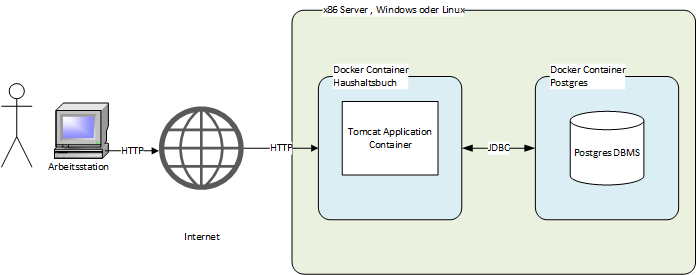 x86 Server , Windows oder Linux
Docker Container
Haushaltsbuch
Docker Container
Postgres
Tomcat Application
Container
Postgres DBMS
HTTP
HTTP
JDBC
Arbeitsstation
Internet